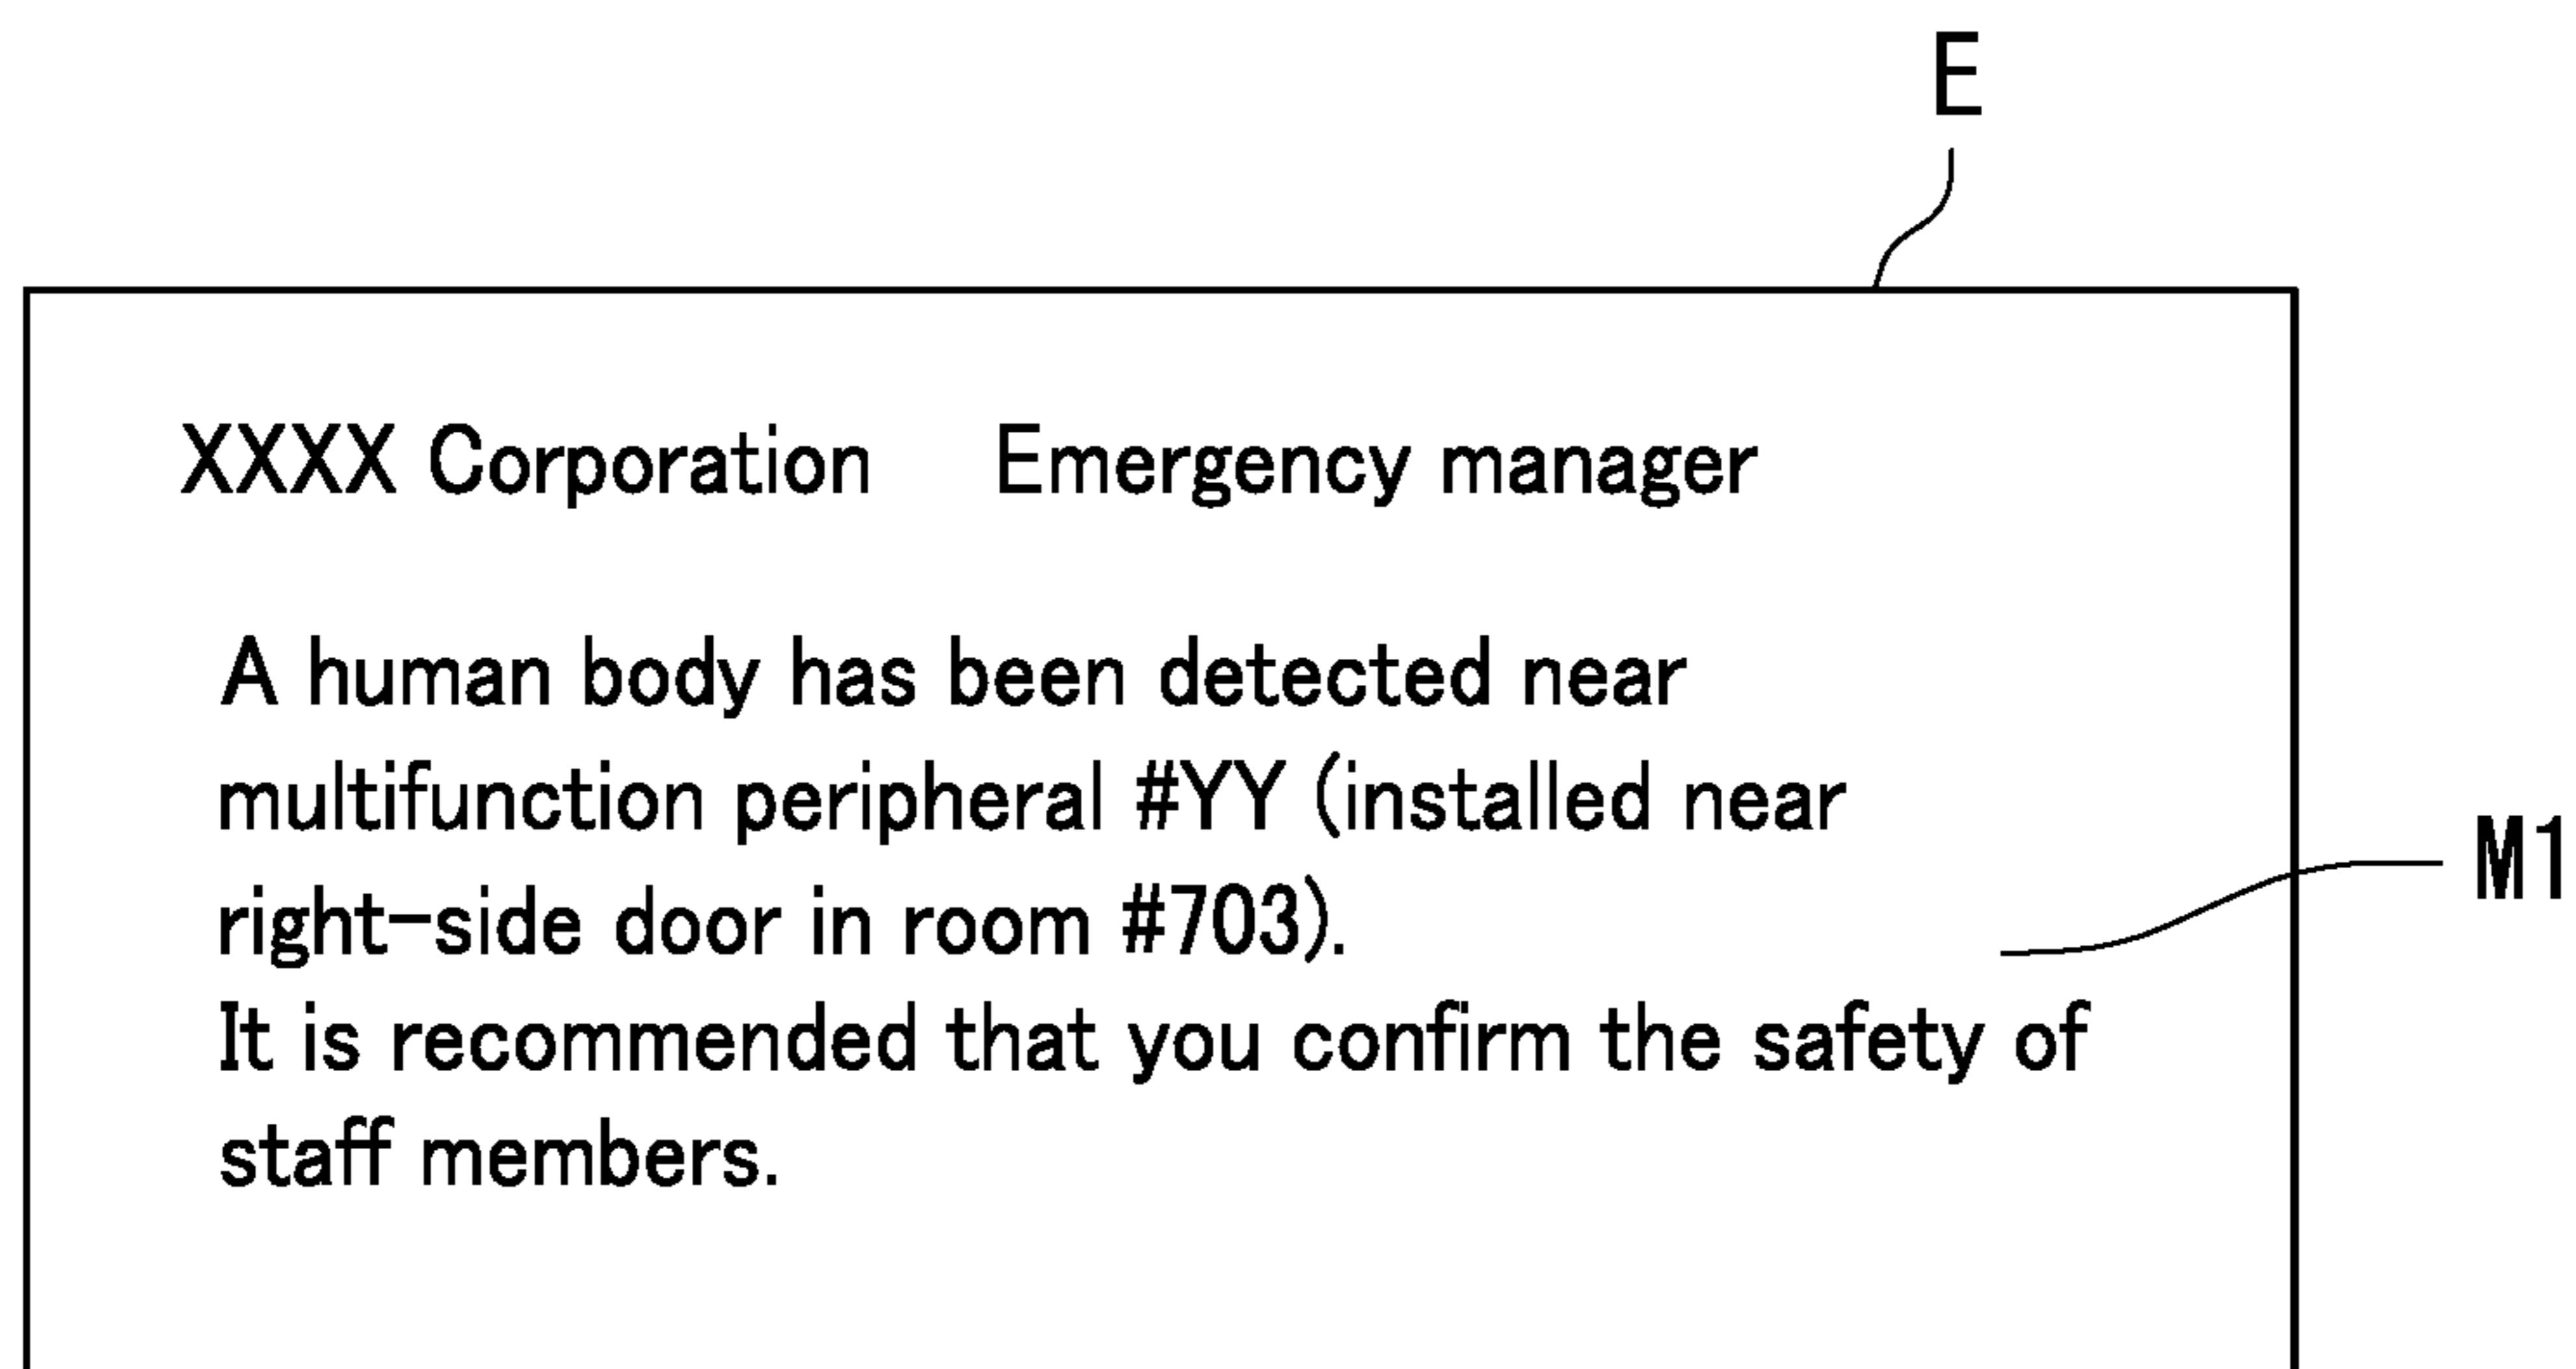 E
XXXX Corporation Emergency manager
A human body has been detected near
multifunction peripheral #YY (installed near
right-side door in room #703).
M1
It is recommended that you confirm the safety of
staff members.